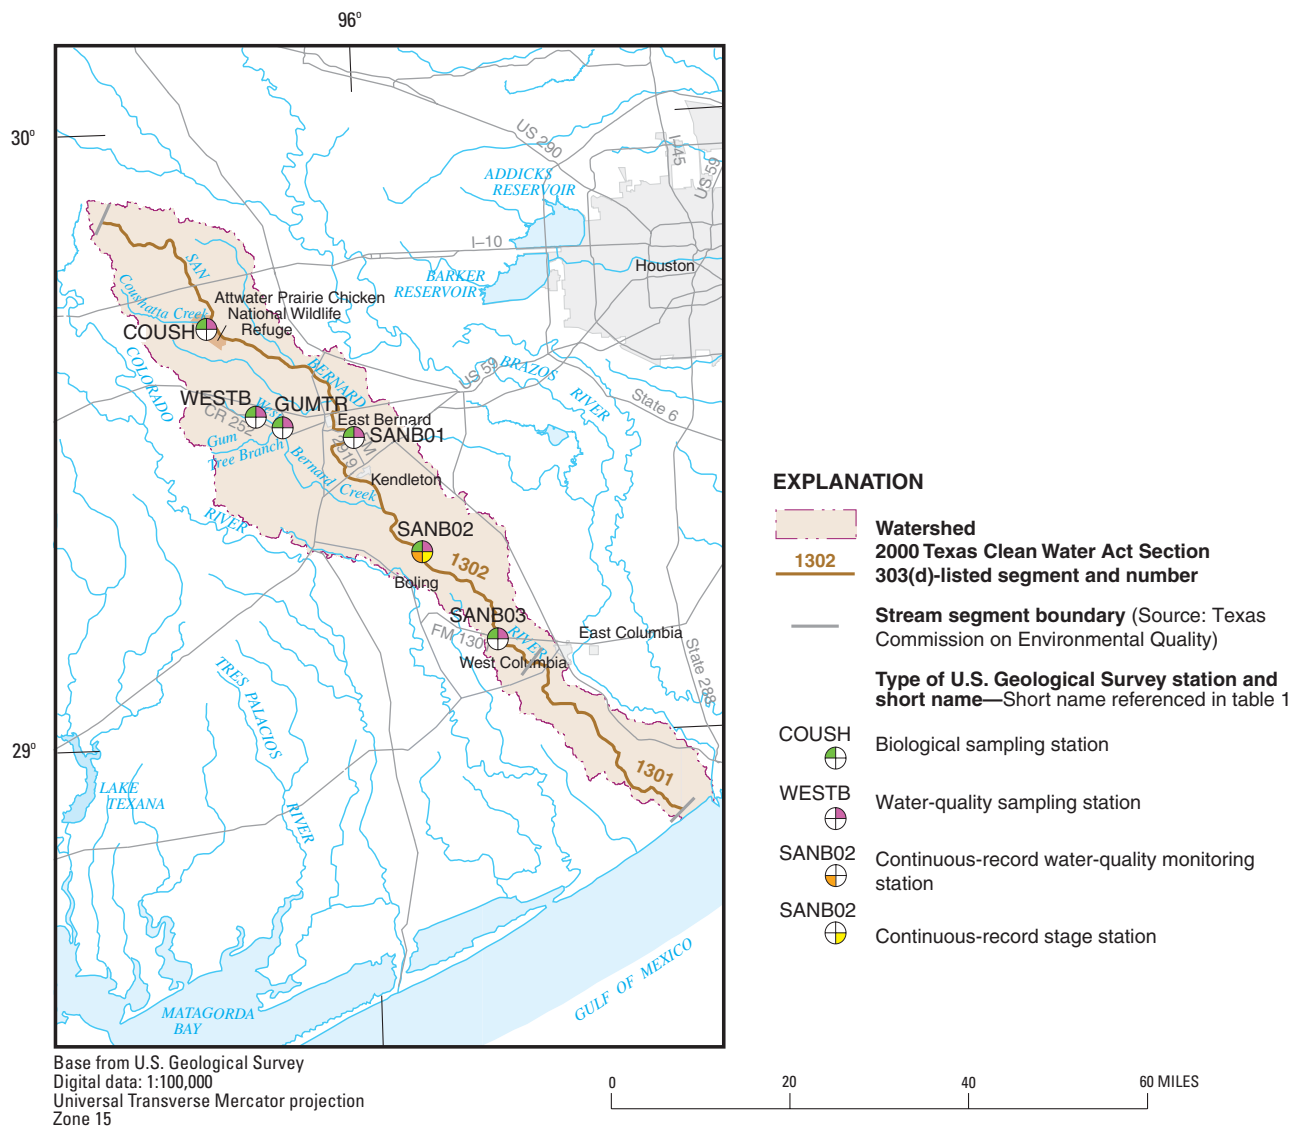 96°
30°
US 290
I–45
US 59
ADDICKS
RESERVOIR
I–10
Houston
BARKER
RESERVOIR
SAN
Coushatta Creek
Attwater Prairie Chicken
National Wildlife
Refuge
COUSH
COLORADO
BERNARD
US 59
BRAZOS
RIVER
State 6
WESTB
GUMTR
West
CR 252
East Bernard
SANB01
FM
2919
Gum
Tree Branch
Bernard Creek
Kendleton
RIVER
SANB02
1302
Boling
SANB03
FM 130
RIVER
East Columbia
West Columbia
State 288
TRES PALACIOS
RIVER
29°
1301
LAKE
TEXANA
MATAGORDA
BAY
GULF OF MEXICO
EXPLANATION
Watershed
1302
2000 Texas Clean Water Act Section
303(d)-listed segment and number
Stream segment boundary (Source: Texas
Commission on Environmental Quality)
Type of U.S. Geological Survey station and
short name—Short name referenced in table 1
COUSH
Biological sampling station
WESTB
Water-quality sampling station
SANB02
Continuous-record water-quality monitoring
station
SANB02
Continuous-record stage station
Base from U.S. Geological Survey
Digital data: 1:100,000
Universal Transverse Mercator projection
Zone 15
0 20 40 60 MILES